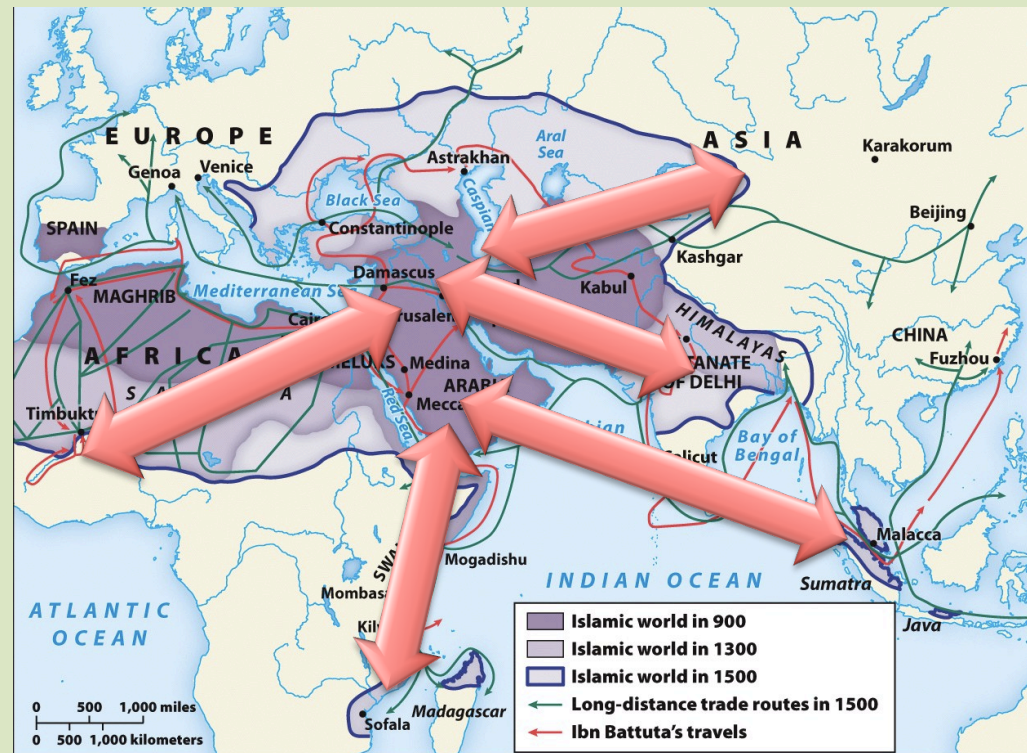 EUROPE
ASIA
Aral
Sea
Karakorum
Astrakhan
Genoa
Venice
Caspian
Black Sea
Beijing
SPAIN
Constantinople
Kashgar
Fez
Damascus
MAGHRIB
Mediterranean
Kabul
HIMALAYAS
CHINA
AFRICA
Medina
OF DELHI
Fuzhou
Mecca
Red Sea
Bay of
Bengal
Malacca
Mogadishu
INDIAN OCEAN
Sumatra
ATLANTIC
OCEAN
Java
Sofala
Madagascar
Islamic world in 900
Islamic world in 1300
Islamic world in 1500
Long-distance trade routes in 1500
Ibn Battuta's travels
0 500 1,000 miles
0 500 1,000 kilometers